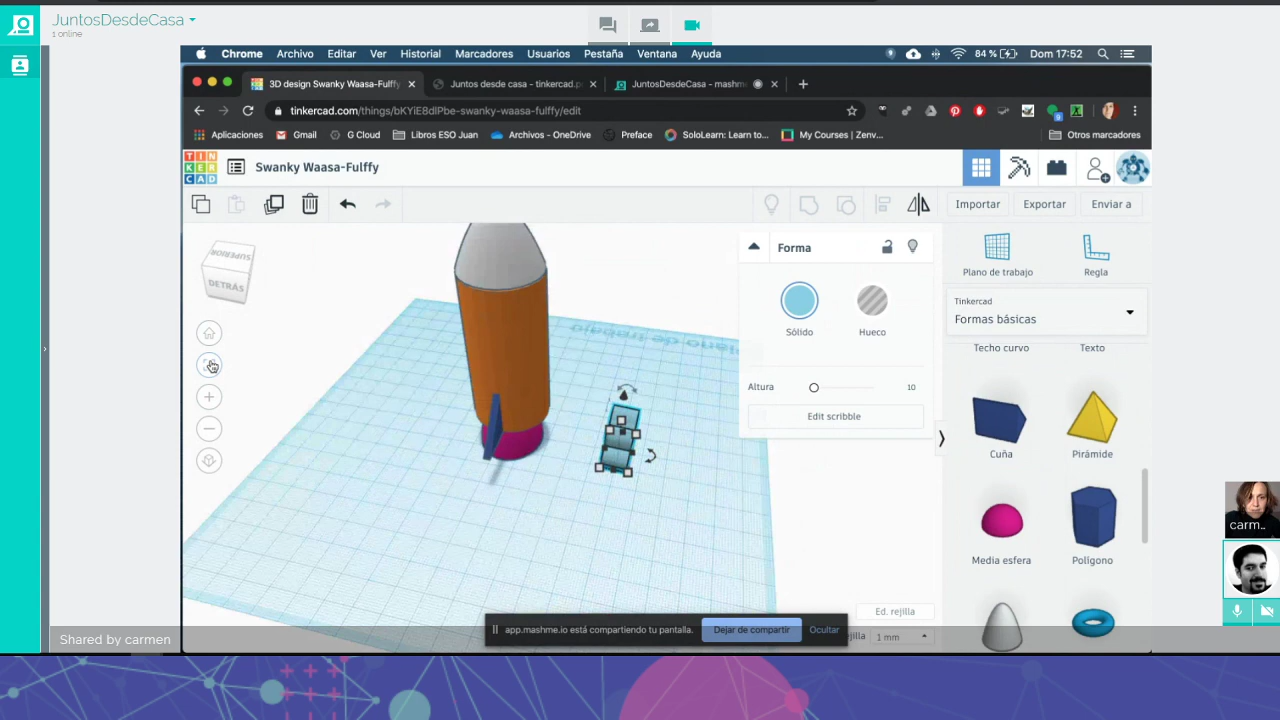 JuntosDesdeCasa
1 online
Chrome Archivo Editar Ver Historial Marcadores Usuarios Pestaña Ventana Ayuda 84 % Dom 17:52
3D design Swanky Waasa-Fulffy Juntos desde casa - tinkercad.p JuntosDesdeCasa - mashm
tinkercad.com/things/bKYiE8dlPbe-swanky-waasa-fulffy/edit
Aplicaciones Gmail G Cloud Libros ESO Juan Archivos - OneDrive Preface SoloLearn: Learn to... My Courses | Zenv... Otros marcadores
TIN
KER
CAD
Swanky Waasa-Fulffy
Importar Exportar Enviar a
SUPERIOR
DETRÁS
Forma
Sólido Hueco
Altura 10
Edit scribble
Plano de trabajo Regla
Tinkercad
Formas básicas
Techo curvo Texto
Cuña Pirámide
Media esfera Polígono
Ed. rejilla
rejilla 1 mm
app.mashme.io está compartiendo tu pantalla. Dejar de compartir Ocultar
Shared by carmen
carm...